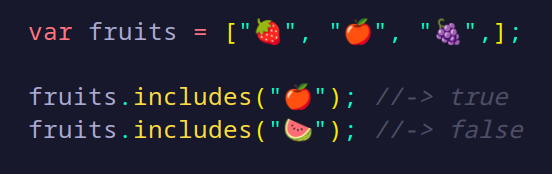 var fruits = ["🍓", "🍎", "🍇",];
fruits.includes("🍎"); //-> true
fruits.includes("🍉"); //-> false